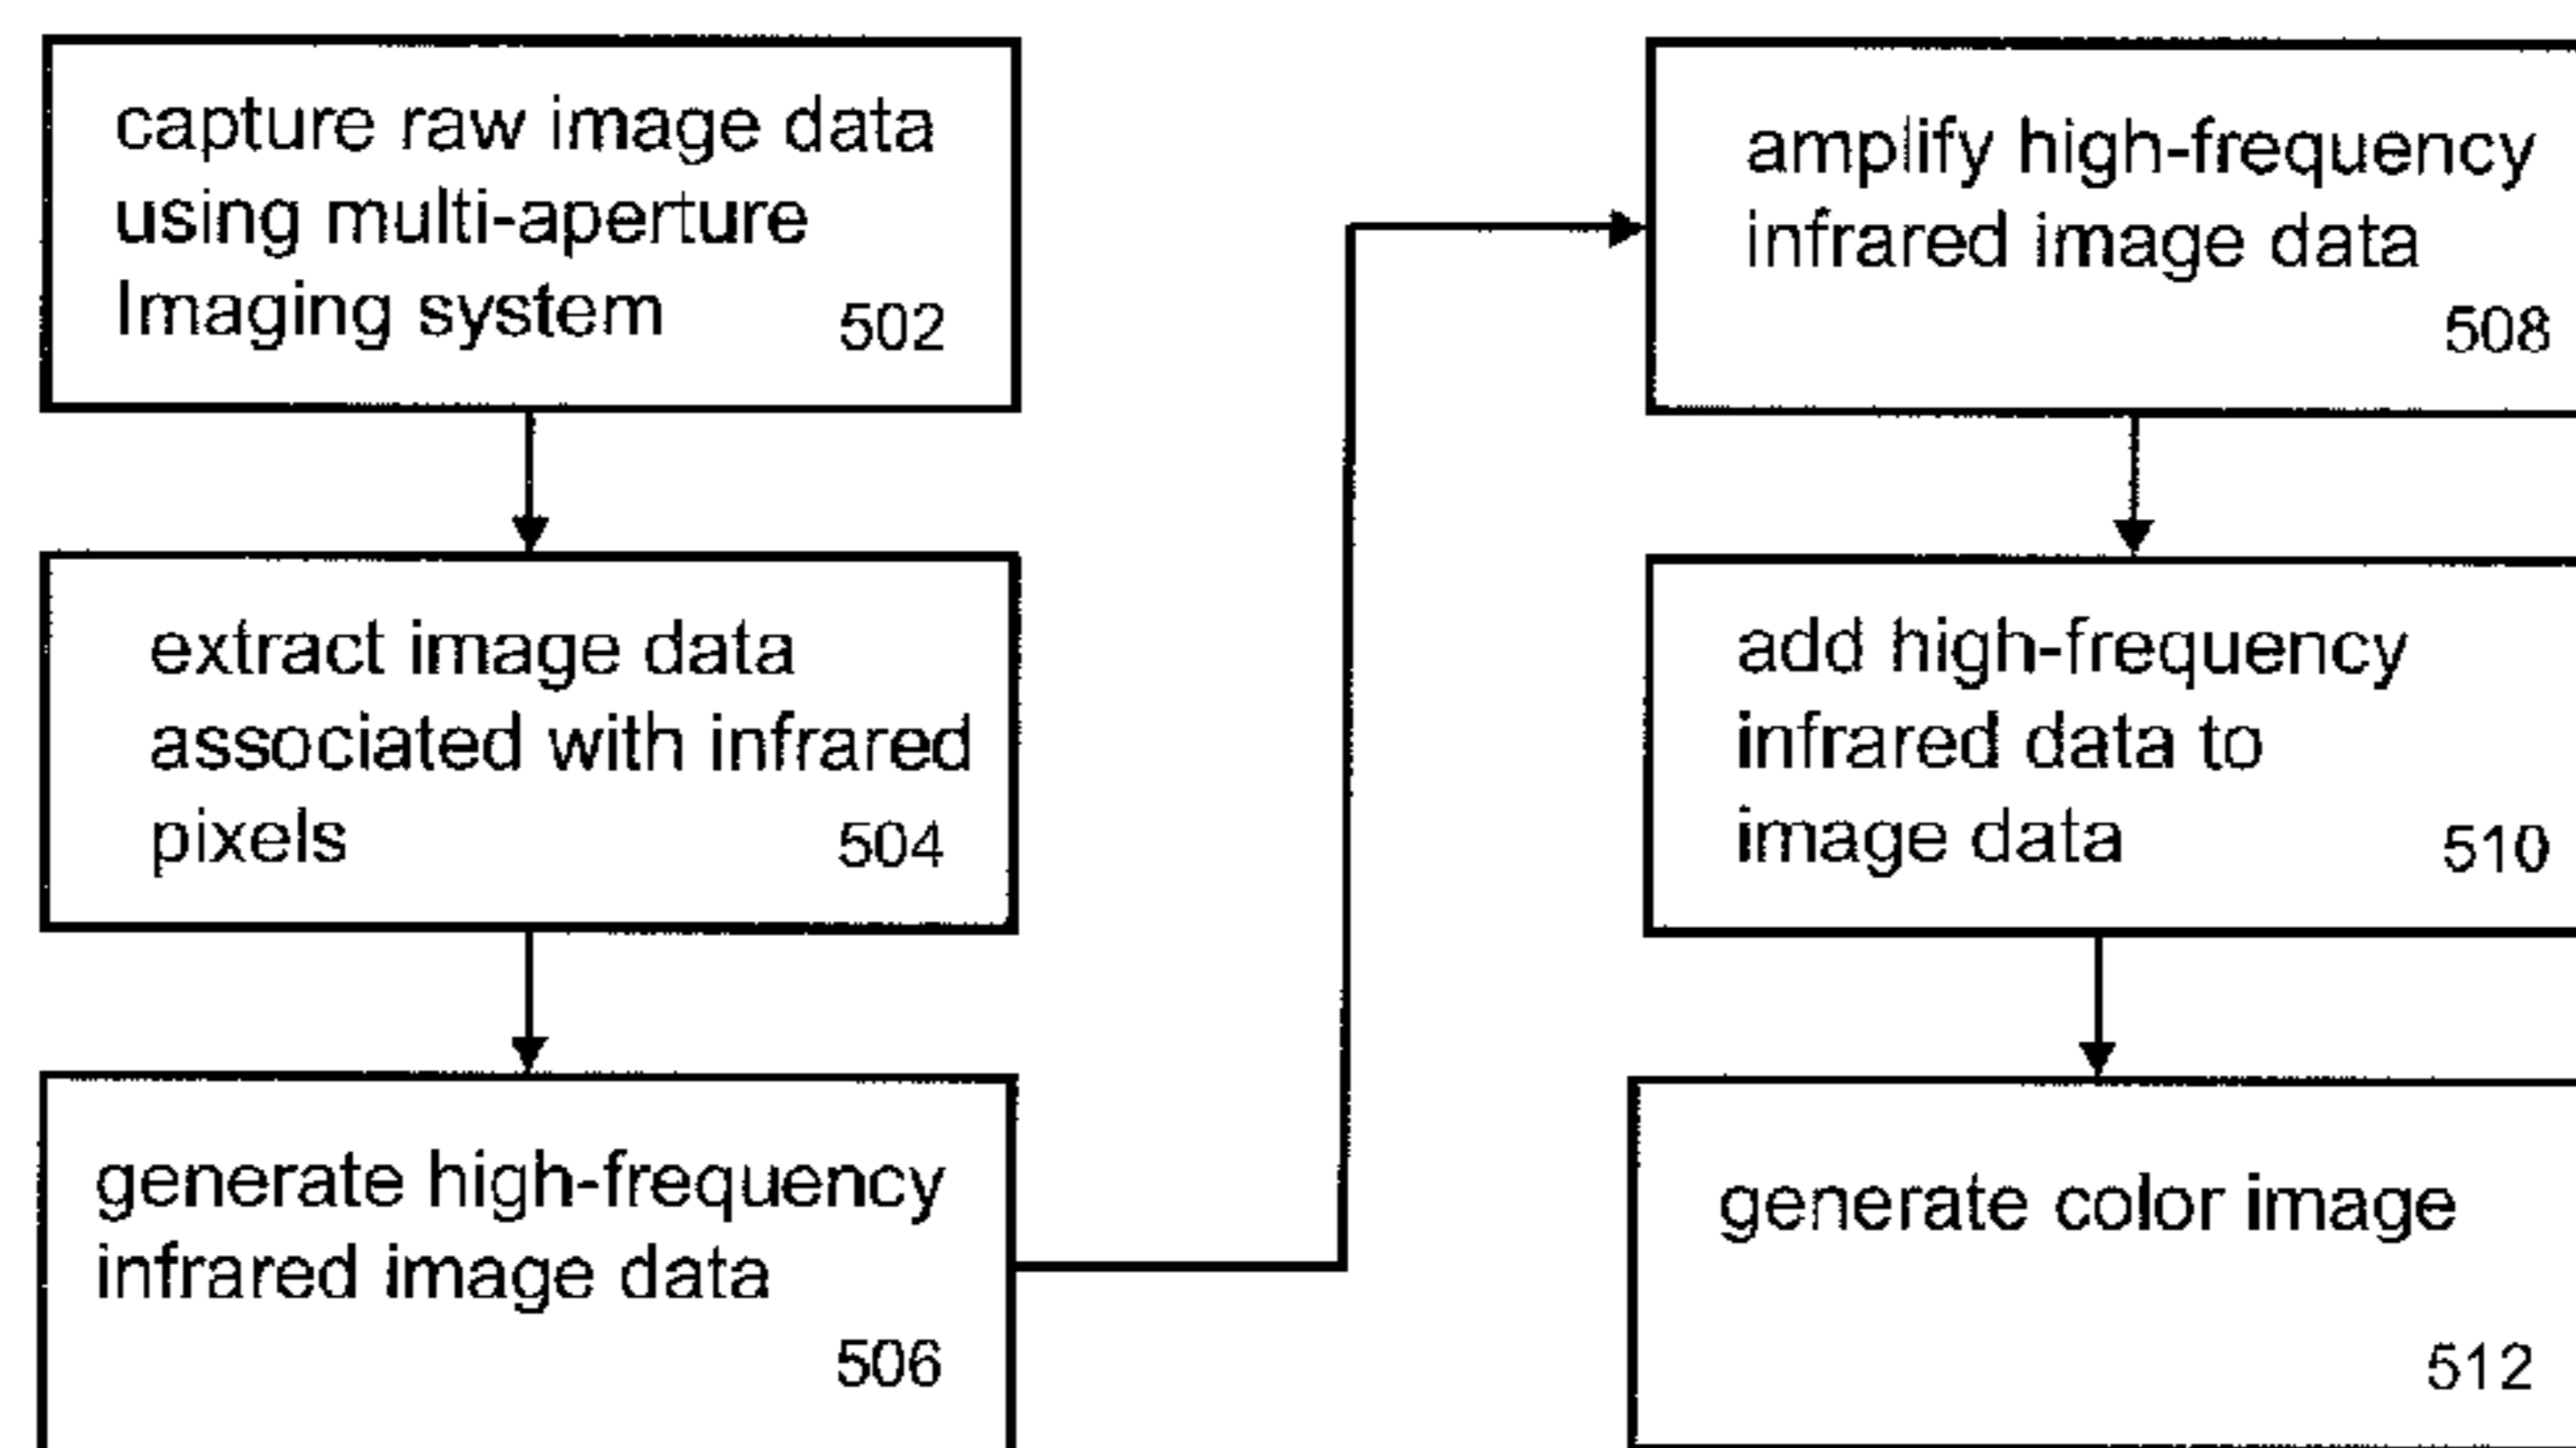 capture raw image data
using multi-aperture
Imaging system
502
extract image data
associated with infrared
pixels
504
generate high-frequency
infrared image data
506
amplify high-frequency
infrared image data
508
add high-frequency
infrared data to
image data
510
generate color image
512